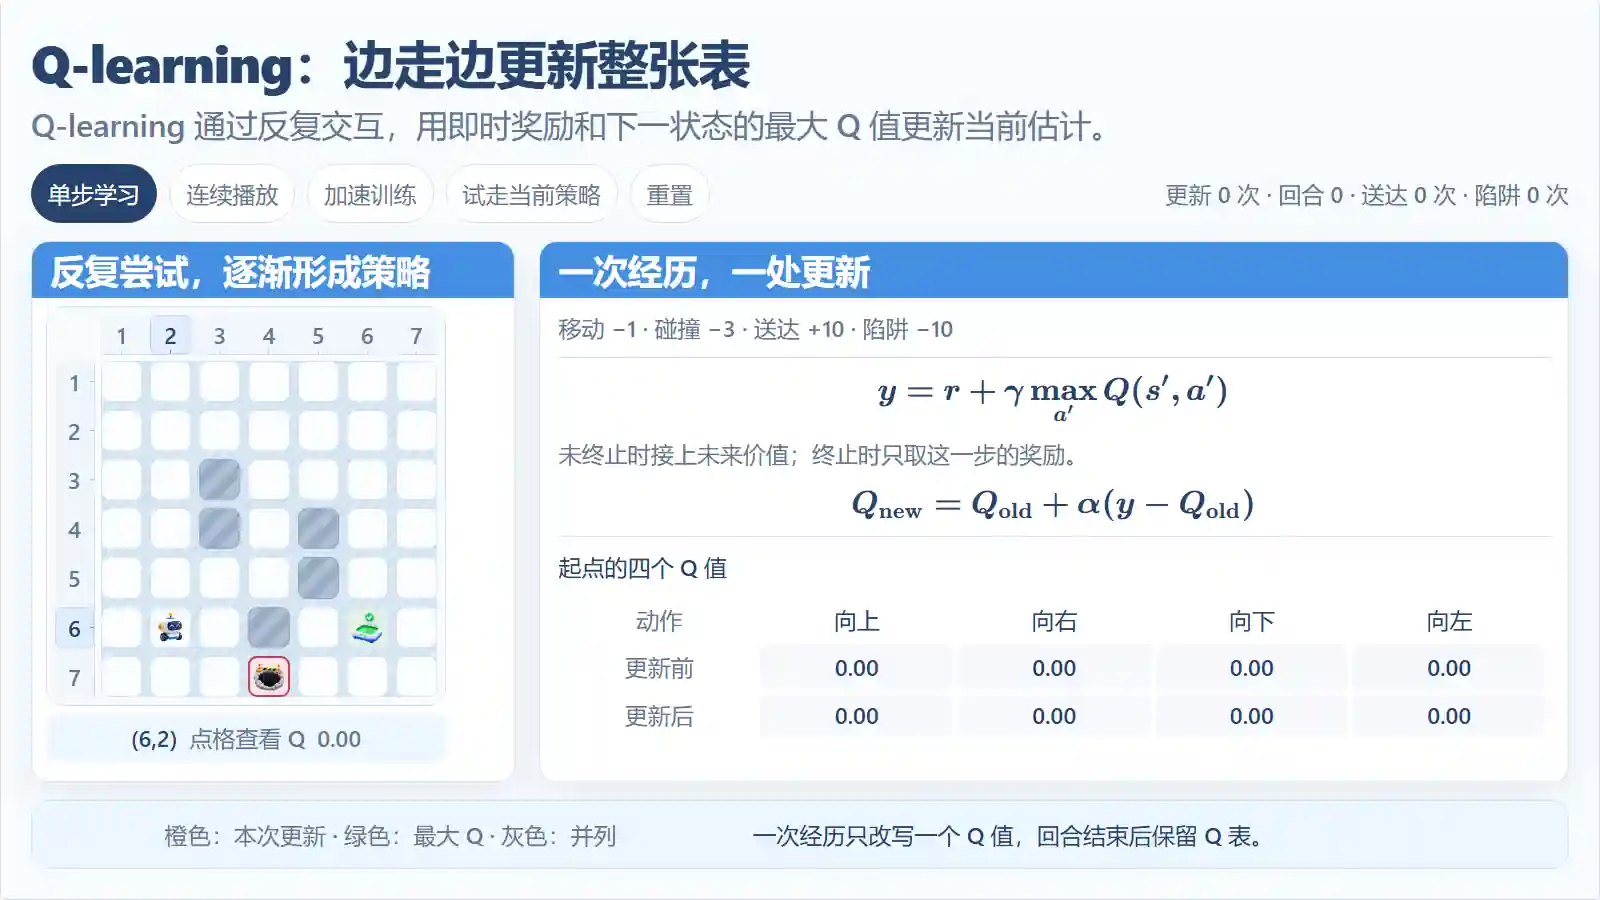 Q-learning：边走边更新整张表
Q-learning 通过反复交互，用即时奖励和下一状态的最大 Q 值更新当前估计。
单步学习 连续播放 加速训练 试走当前策略 重置 更新 0 次 · 回合 0 · 送达 0 次 · 陷阱 0 次
反复尝试，逐渐形成策略
1 2 3 4 5 6 7
1
2
3
4
5
6
7
(6,2) 点格查看 Q 0.00
一次经历，一处更新
移动 −1 · 碰撞 −3 · 送达 +10 · 陷阱 −10
y = r + γ max_{a′} Q(s′, a′)
未终止时接上未来价值；终止时只取这一步的奖励。
Q_new = Q_old + α(y − Q_old)
起点的四个 Q 值
动作 向上 向右 向下 向左
更新前 0.00 0.00 0.00 0.00
更新后 0.00 0.00 0.00 0.00
橙色：本次更新 · 绿色：最大 Q · 灰色：并列 一次经历只改写一个 Q 值，回合结束后保留 Q 表。